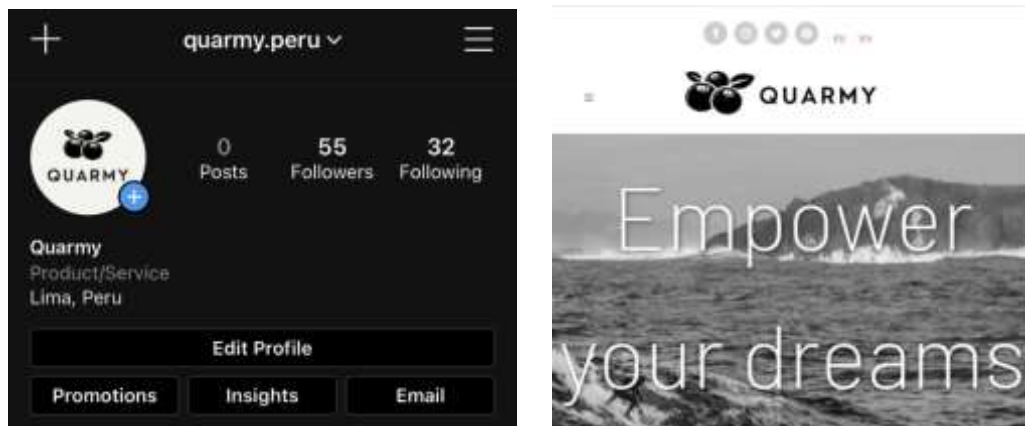 quarmy.peru
QUARMY
0
55
32
Posts
Followers
Following
Quarmy
Product/Service
Lima, Peru
Edit Profile
Promotions
Insights
Email
QUARMY
Empower
your dreams